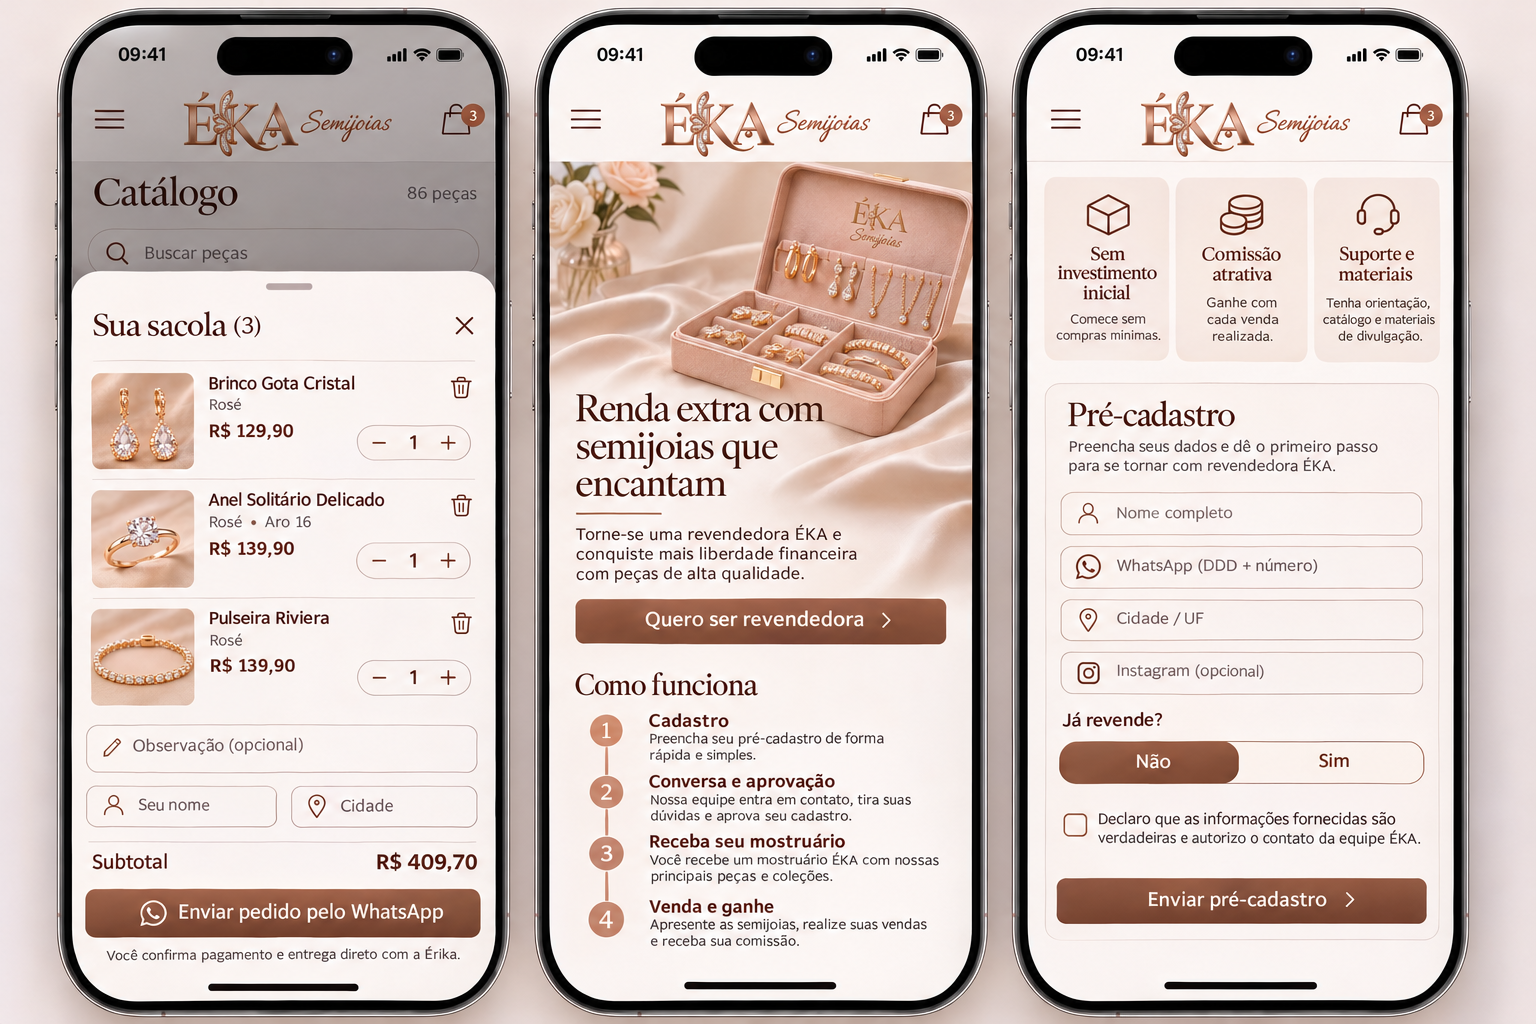 09:41
ÉKA Semijoias
3
Catálogo
86 peças
Buscar peças
Sua sacola (3)
Brinco Gota Cristal
Rosé
R$ 129,90
− 1 +
Anel Solitário Delicado
Rosé • Aro 16
R$ 139,90
− 1 +
Pulseira Riviera
Rosé
R$ 139,90
− 1 +
Observação (opcional)
Seu nome
Cidade
Subtotal
R$ 409,70
Enviar pedido pelo WhatsApp
Você confirma pagamento e entrega direto com a Érika.
09:41
ÉKA Semijoias
3
ÉKA
Semijoias
Renda extra com
semijoias que
encantam
Torne-se uma revendedora ÉKA e
conquiste mais liberdade financeira
com peças de alta qualidade.
Quero ser revendedora
Como funciona
1
Cadastro
Preencha seu pré-cadastro de forma
rápida e simples.
2
Conversa e aprovação
Nossa equipe entra em contato, tira suas
dúvidas e aprova seu cadastro.
3
Receba seu mostruário
Você recebe um mostruário ÉKA com nossas
principais peças e coleções.
4
Venda e ganhe
Apresente as semijoias, realize suas vendas
e receba sua comissão.
09:41
ÉKA Semijoias
3
Sem
investimento
inicial
Comece sem
compras mínimas.
Comissão
atrativa
Ganhe com
cada venda
realizada.
Suporte e
materiais
Tenha orientação,
catálogo e materiais
de divulgação.
Pré-cadastro
Preencha seus dados e dê o primeiro passo
para se tornar com revendedora ÉKA.
Nome completo
WhatsApp (DDD + número)
Cidade / UF
Instagram (opcional)
Já revende?
Não
Sim
Declaro que as informações fornecidas são
verdadeiras e autorizo o contato da equipe ÉKA.
Enviar pré-cadastro